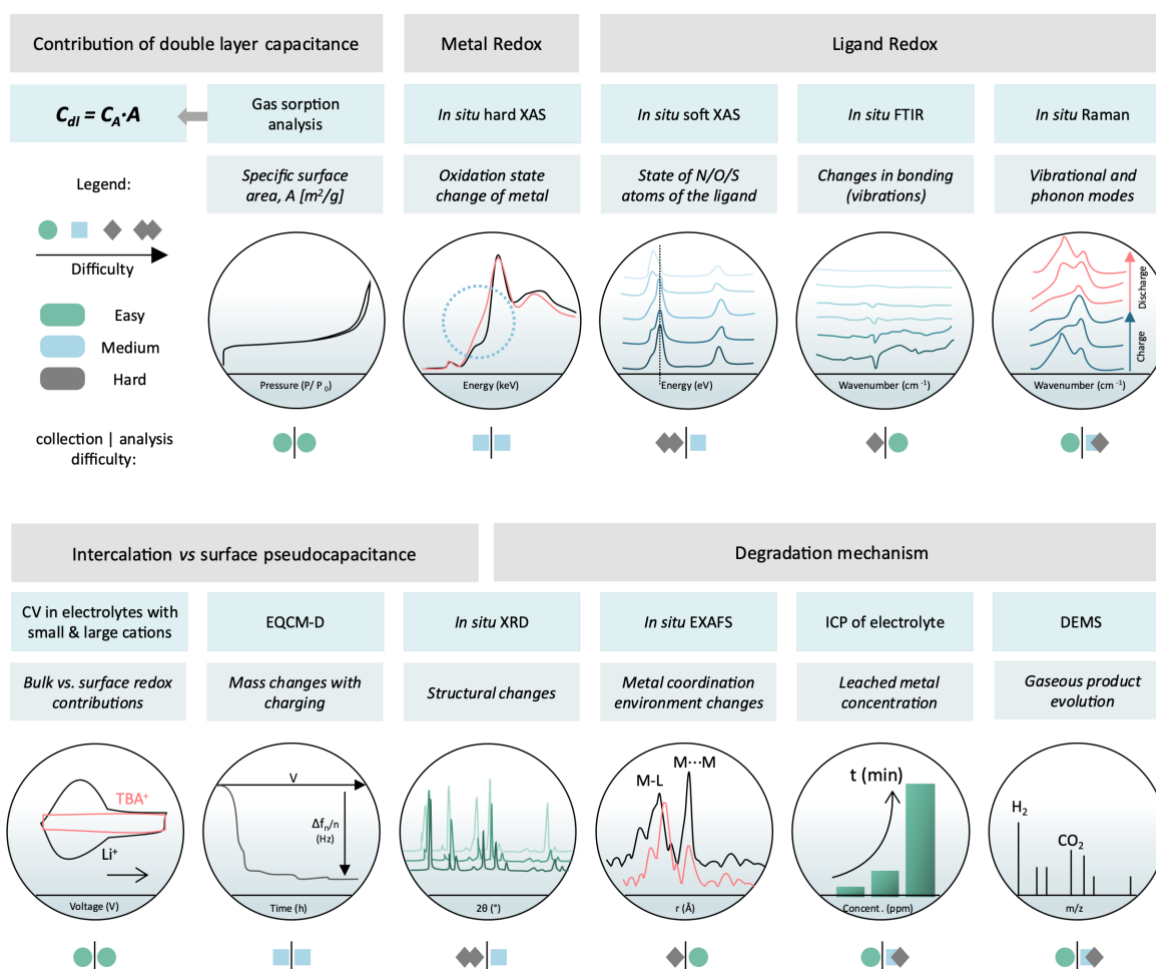 Contribution of double layer capacitance
Metal Redox
Ligand Redox
C_dl = C_A·A
Gas sorption
analysis
In situ hard XAS
In situ soft XAS
In situ FTIR
In situ Raman
Legend:
Difficulty
Easy
Medium
Hard
collection | analysis
difficulty:
Specific surface
area, A [m²/g]
Oxidation state
change of metal
State of N/O/S
atoms of the ligand
Changes in bonding
(vibrations)
Vibrational and
phonon modes
Pressure (P/ P₀)
Energy (keV)
Energy (eV)
Wavenumber (cm⁻¹)
Discharge
Charge
Wavenumber (cm⁻¹)
Intercalation vs surface pseudocapacitance
Degradation mechanism
CV in electrolytes with
small & large cations
EQCM-D
In situ XRD
In situ EXAFS
ICP of electrolyte
DEMS
Bulk vs. surface redox
contributions
Mass changes with
charging
Structural changes
Metal coordination
environment changes
Leached metal
concentration
Gaseous product
evolution
TBA⁺
Li⁺
Voltage (V)
V
Δfₙ/n
(Hz)
Time (h)
2θ (°)
M-L
M···M
r (Å)
t (min)
Concent. (ppm)
H₂
CO₂
m/z